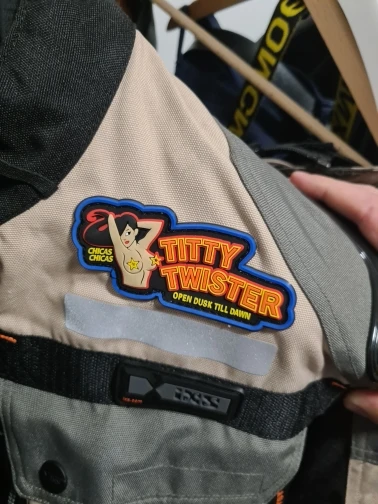 CHICAS
CHICAS
TITTY
TWISTER
OPEN DUSK TILL DAWN